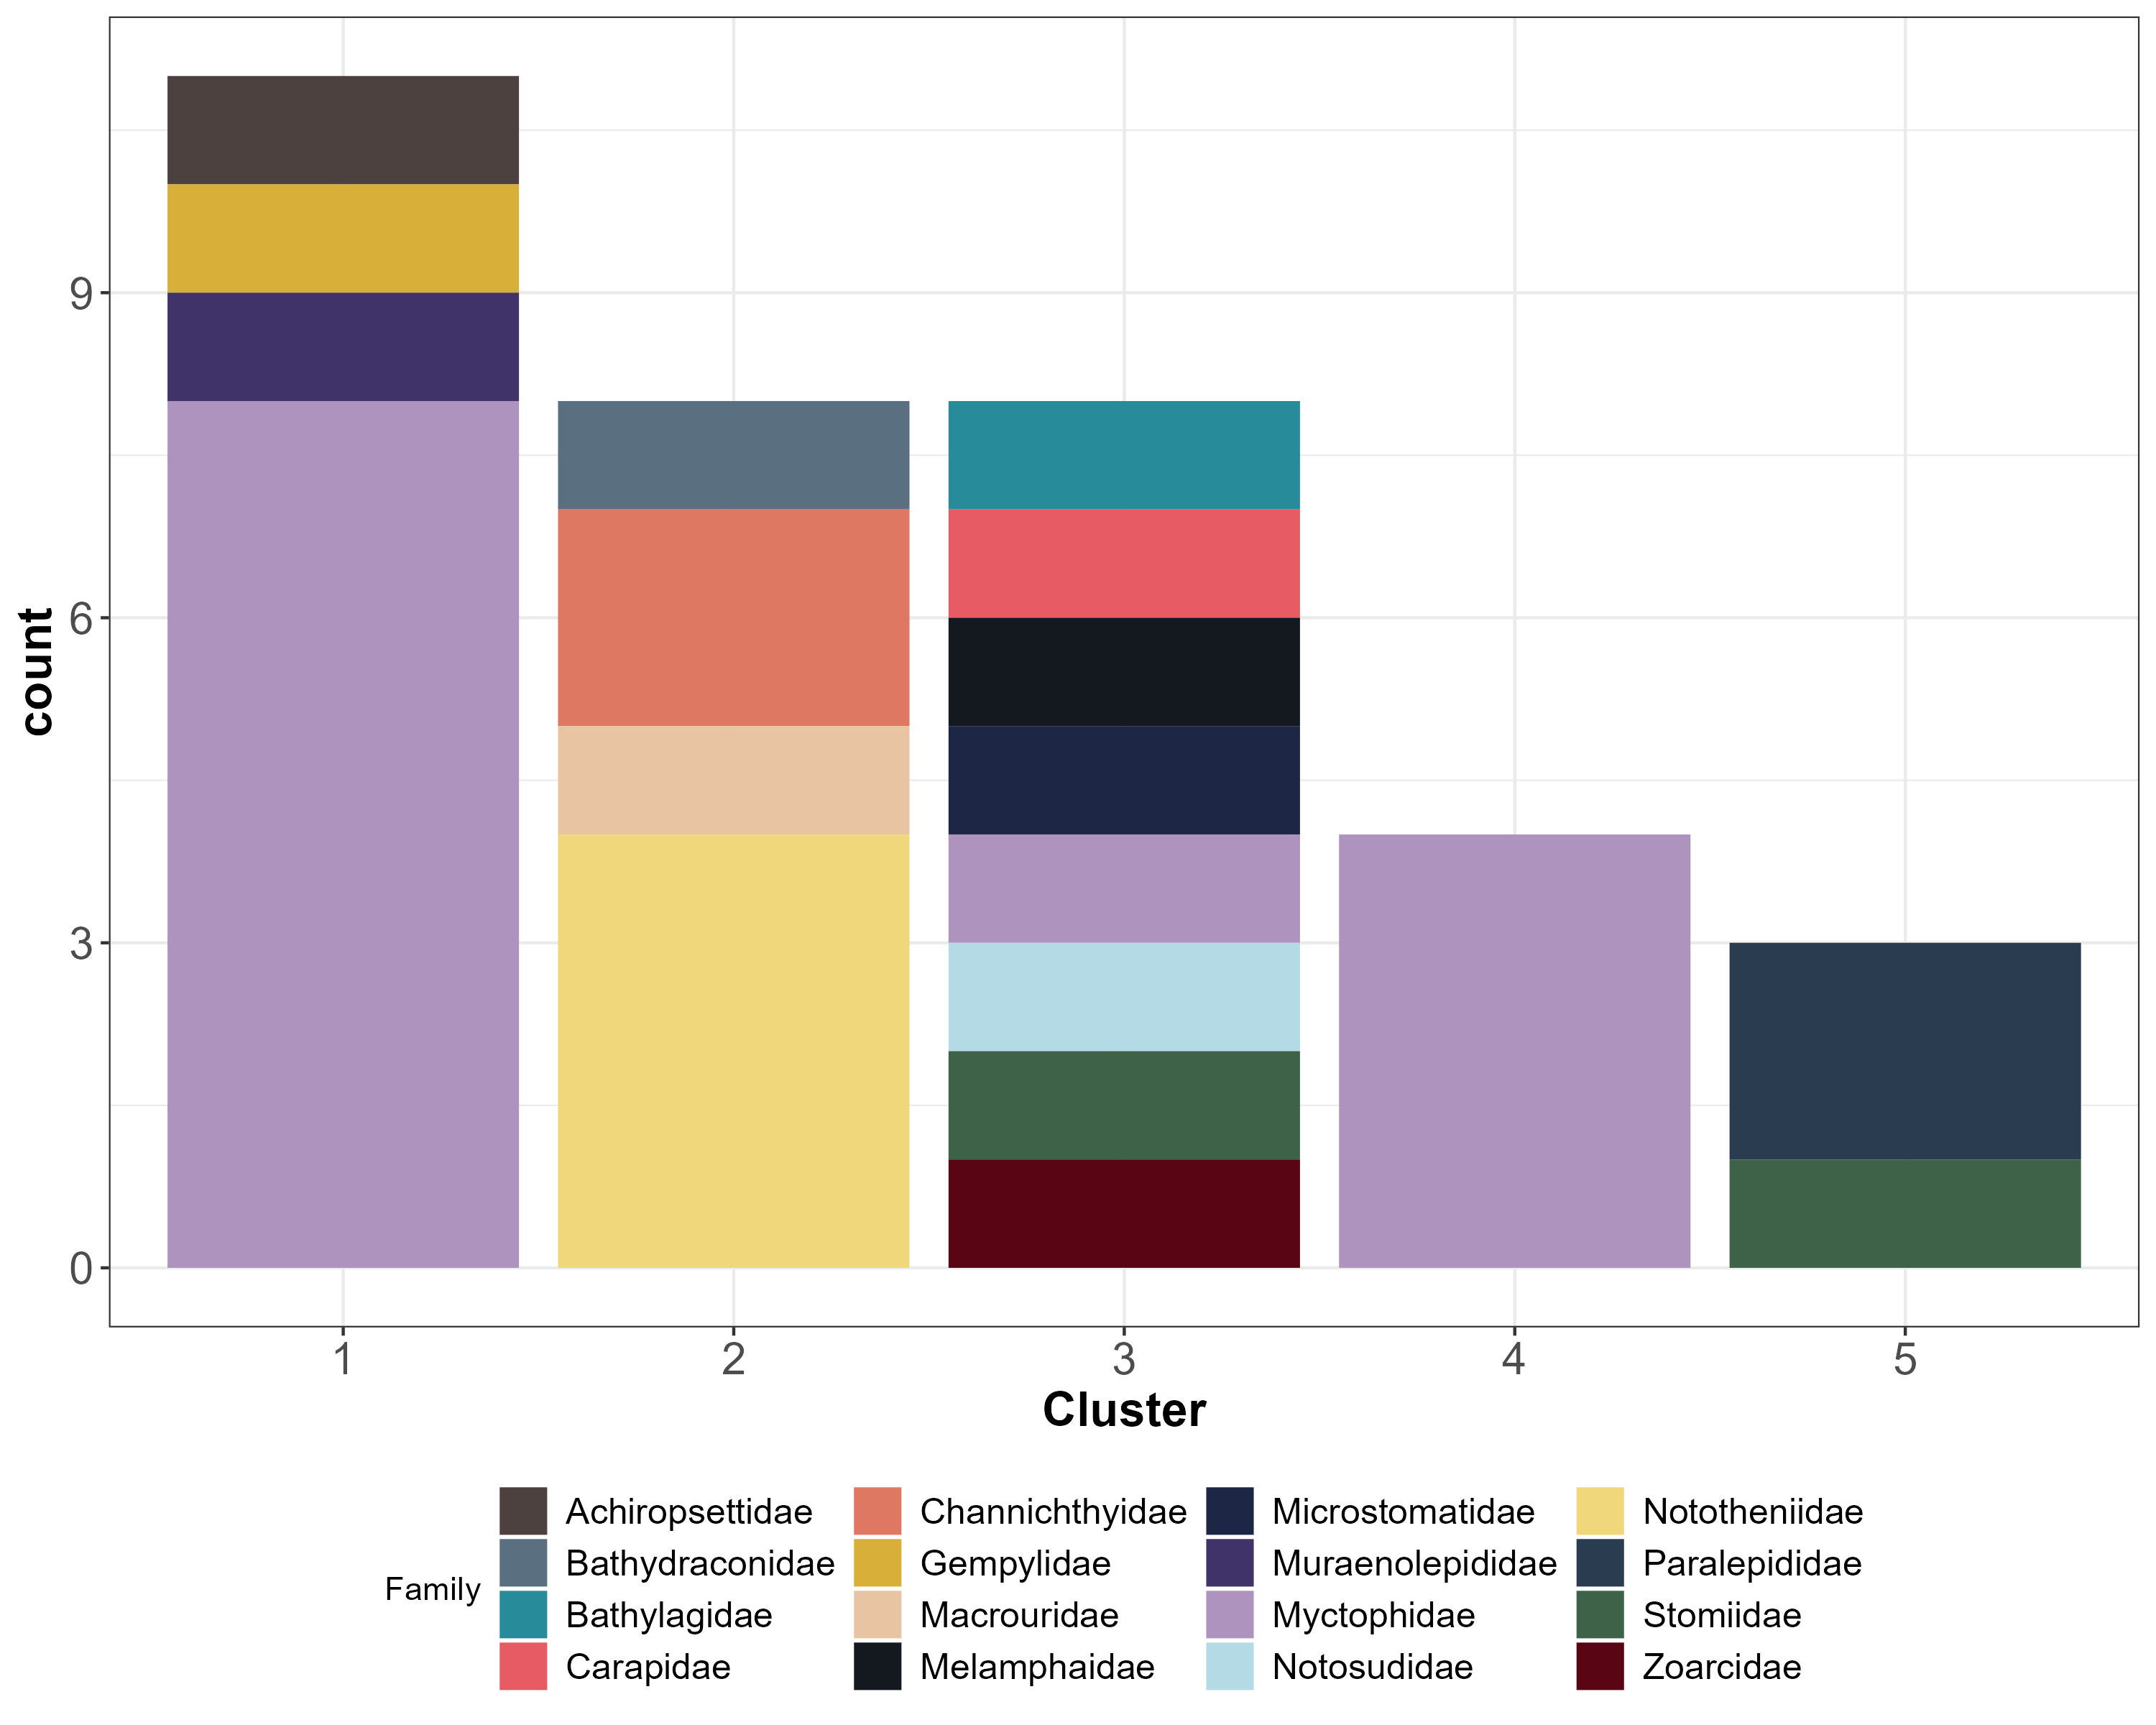 count
9
6
3
0
1 2 3 4 5
Cluster
Family
Achiropsettidae Channichthyidae Microstomatidae Nototheniidae
Bathydraconidae Gempylidae Muraenolepididae Paralepididae
Bathylagidae Macrouridae Myctophidae Stomiidae
Carapidae Melamphaidae Notosudidae Zoarcidae